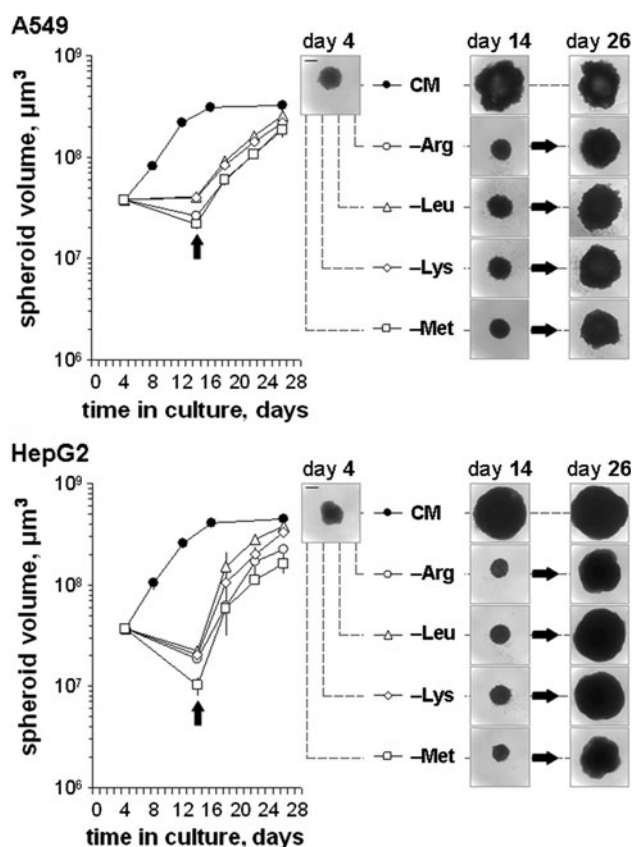 A549
spheroid volume, µm³
10⁹
10⁸
10⁷
10⁶
0 4 8 12 16 20 24 28
time in culture, days
day 4
day 14
day 26
CM
–Arg
–Leu
–Lys
–Met
HepG2
spheroid volume, µm³
10⁹
10⁸
10⁷
10⁶
0 4 8 12 16 20 24 28
time in culture, days
day 4
day 14
day 26
CM
–Arg
–Leu
–Lys
–Met